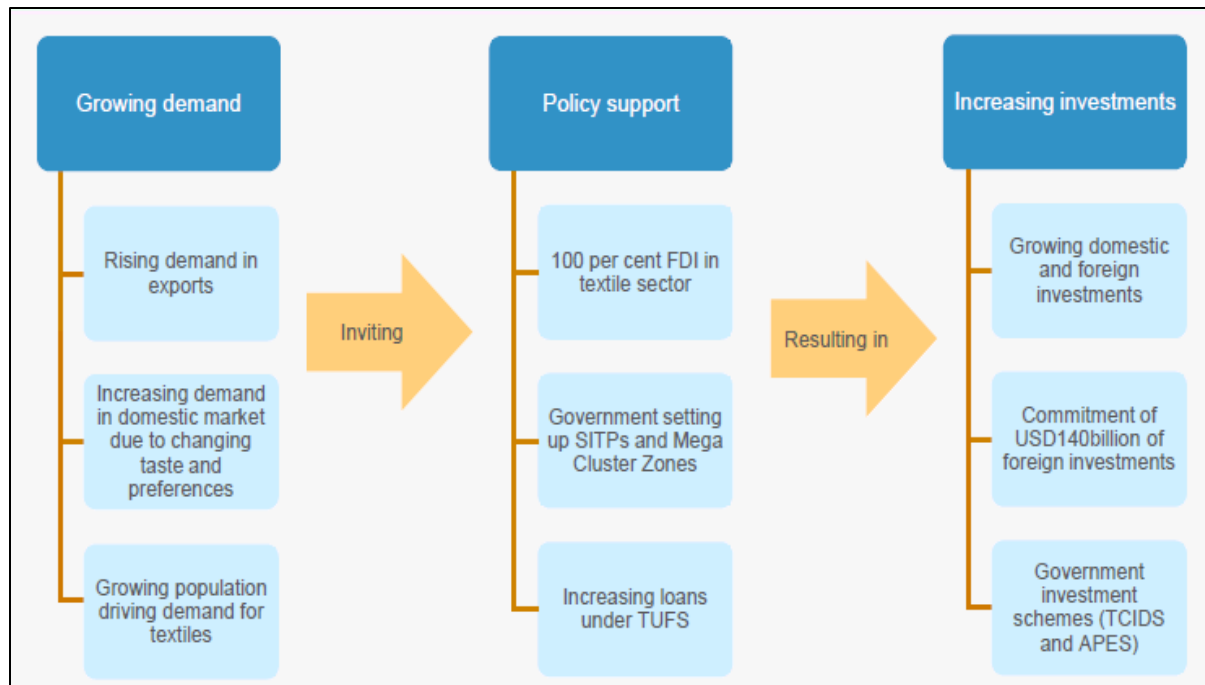 Growing demand
Rising demand in
exports
Increasing demand
in domestic market
due to changing
taste and
preferences
Growing population
driving demand for
textiles
Inviting
Policy support
100 per cent FDI in
textile sector
Government setting
up SITPs and Mega
Cluster Zones
Increasing loans
under TUFS
Resulting in
Increasing investments
Growing domestic
and foreign
investments
Commitment of
USD140billion of
foreign investments
Government
investment
schemes (TCIDS
and APES)